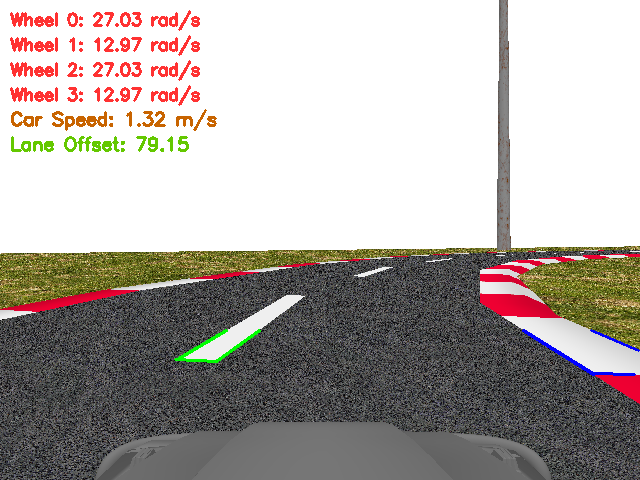 Wheel 0: 27.03 rad/s
Wheel 1: 12.97 rad/s
Wheel 2: 27.03 rad/s
Wheel 3: 12.97 rad/s
Car Speed: 1.32 m/s
Lane Offset: 79.15